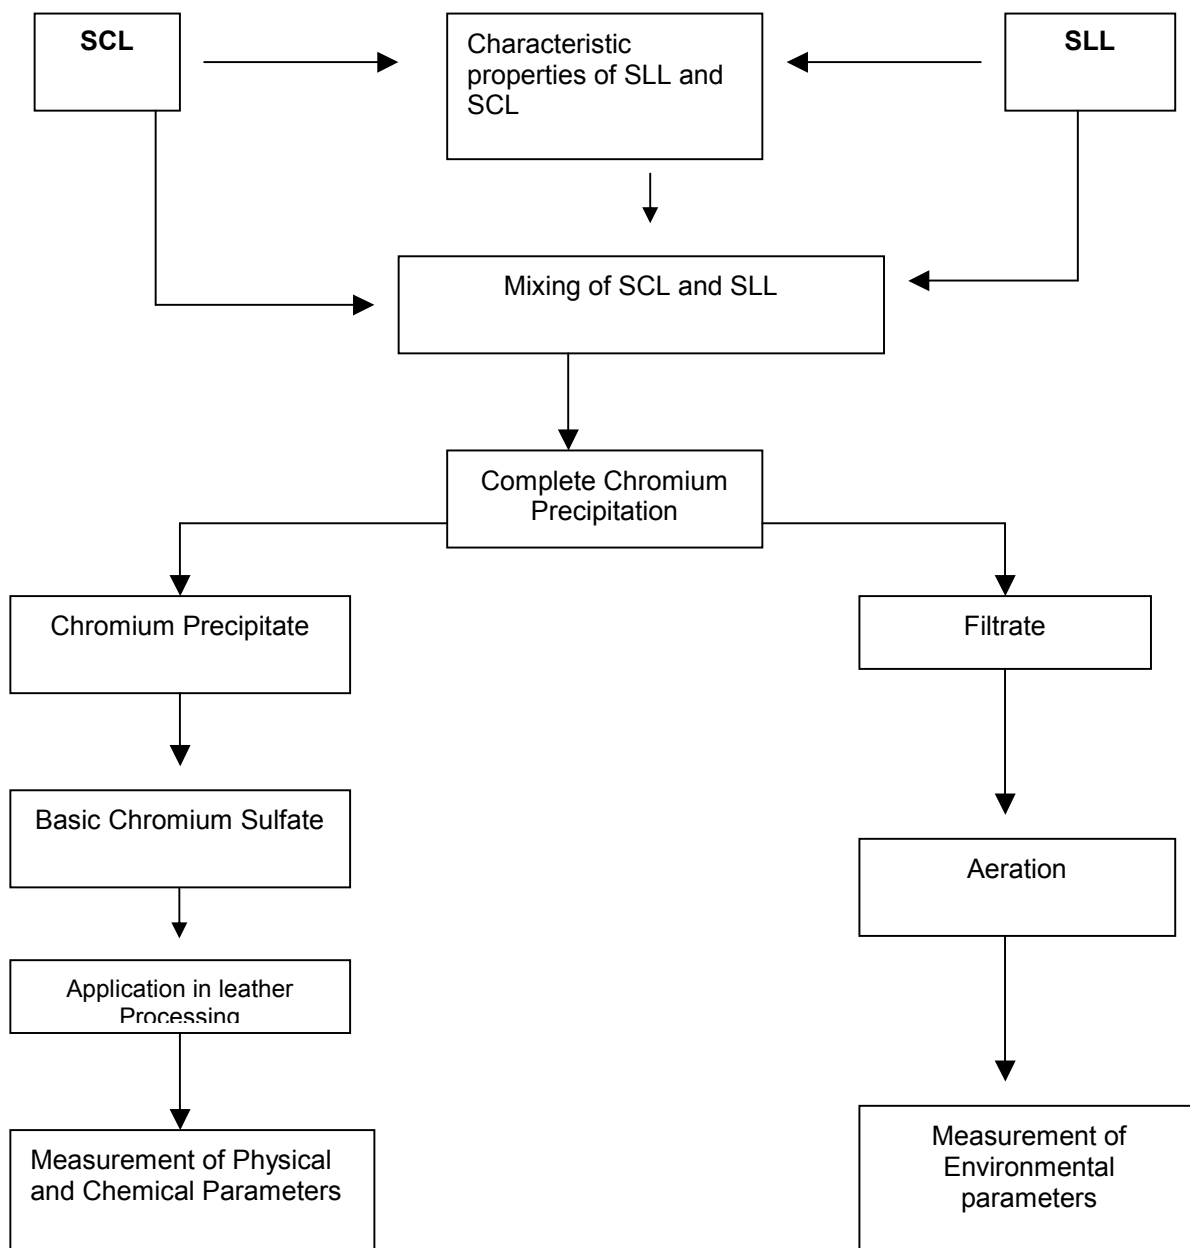 SCL
Characteristic
properties of SLL and
SCL
SLL
Mixing of SCL and SLL
Complete Chromium
Precipitation
Chromium Precipitate
Filtrate
Basic Chromium Sulfate
Aeration
Application in leather
Processing
Measurement of Physical
and Chemical Parameters
Measurement of
Environmental
parameters